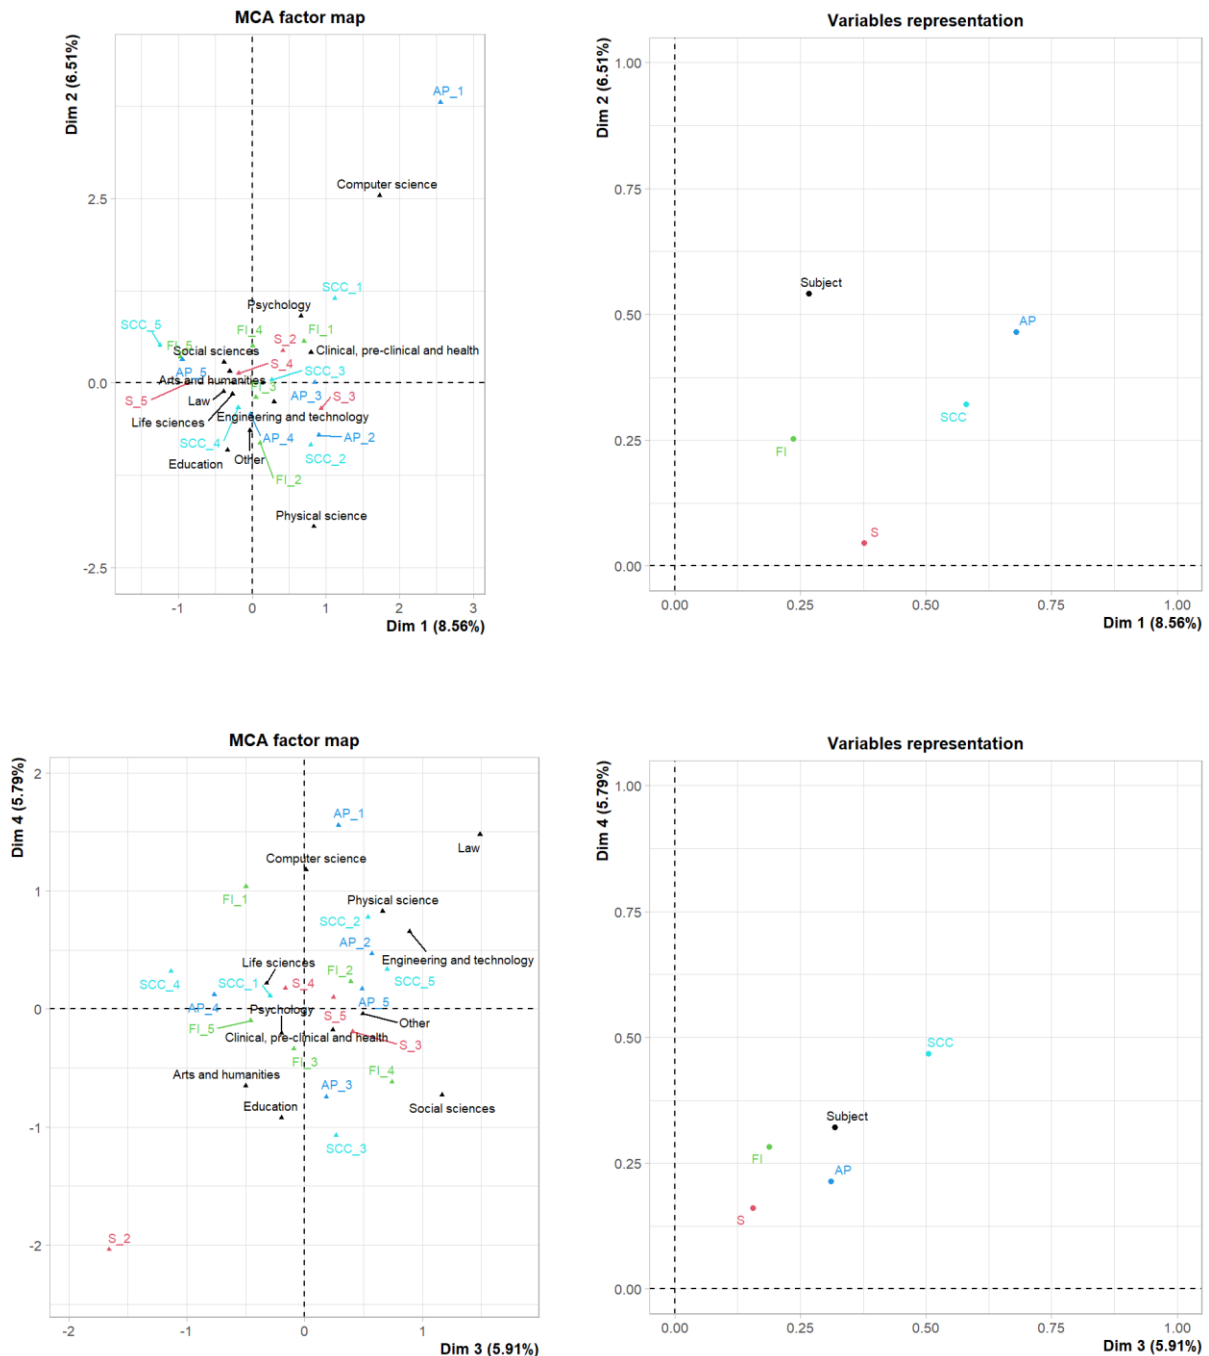 MCA factor map
Dim 2 (6.51%)
AP_1
Computer science
2.5
SCC_1
Psychology
SCC_5
FI_4
FI_1
S_2
FI_5
Social sciences
Clinical, pre-clinical and health
S_4
SCC_3
AP_5
0.0
Arts and humanities
FI_3
AP_3
S_3
S_5
Law
Life sciences
Engineering and technology
SCC_4
AP_4
AP_2
Education
Other
SCC_2
FI_2
Physical science
-2.5
-1
0
1
2
3
Dim 1 (8.56%)
Variables representation
Dim 2 (6.51%)
1.00
0.75
Subject
0.50
AP
SCC
0.25
FI
S
0.00
0.00
0.25
0.50
0.75
1.00
Dim 1 (8.56%)
MCA factor map
Dim 4 (5.79%)
2
AP_1
Law
Computer science
1
FI_1
Physical science
SCC_2
AP_2
Life sciences
Engineering and technology
FI_2
SCC_4
SCC_1
S_4
SCC_5
AP_4
Psychology
AP_5
0
FI_5
S_5
Other
Clinical, pre-clinical and health
S_3
FI_3
FI_4
Arts and humanities
AP_3
Education
Social sciences
-1
SCC_3
S_2
-2
-2
-1
0
1
Dim 3 (5.91%)
Variables representation
Dim 4 (5.79%)
1.00
0.75
0.50
SCC
Subject
FI
0.25
AP
S
0.00
0.00
0.25
0.50
0.75
1.00
Dim 3 (5.91%)